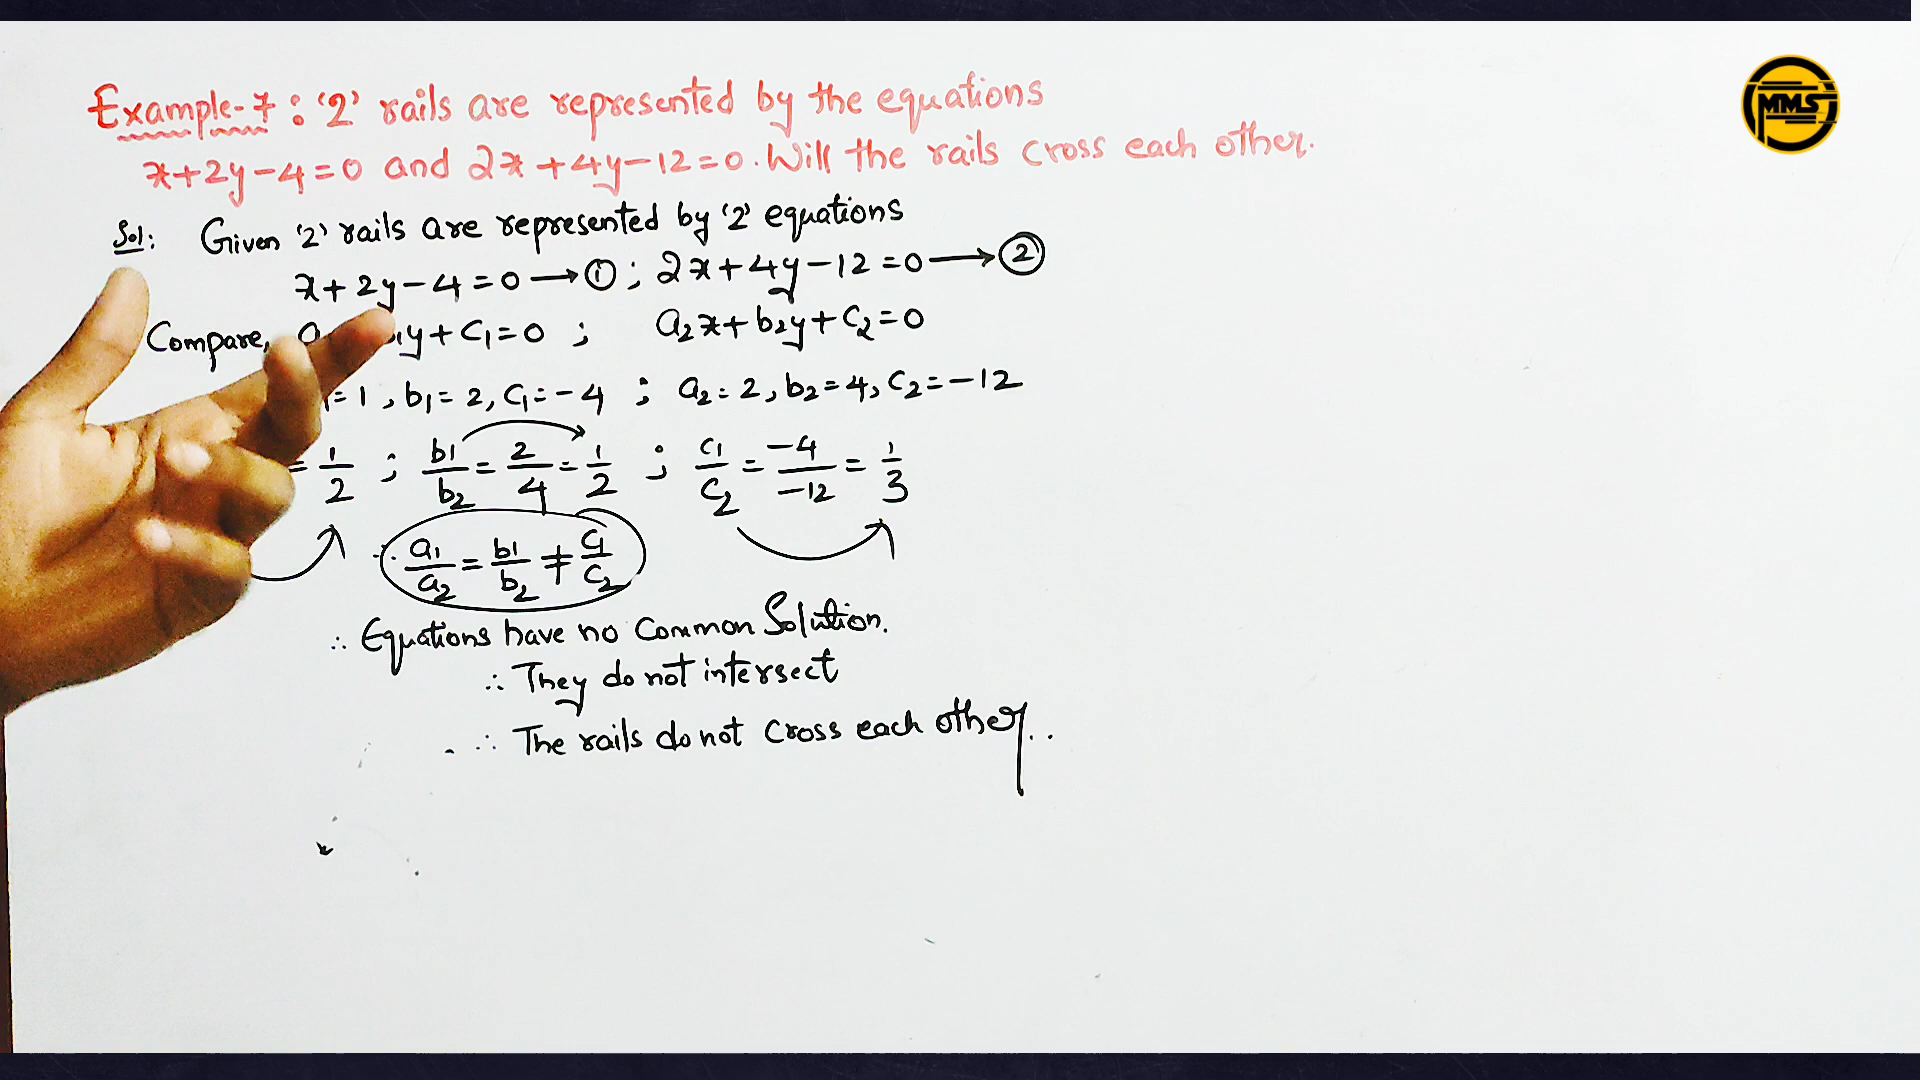 Example-7 : '2' rails are represented by the equations
x+2y-4=0 and 2x+4y-12=0. Will the rails cross each other.
Sol: Given '2' rails are represented by '2' equations
x+2y-4=0 → ① ; 2x+4y-12=0 → ②
Compare, a y+c₁=0 ; a₂x+b₂y+c₂=0
=1, b₁=2, c₁=-4 ; a₂=2, b₂=4, c₂=-12
= 1/2 ; b₁/b₂ = 2/4 = 1/2 ; c₁/c₂ = -4/-12 = 1/3
∴ a₁/a₂ = b₁/b₂ ≠ c₁/c₂
∴ Equations have no common Solution.
∴ They do not intersect
∴ The rails do not cross each other..
MMS